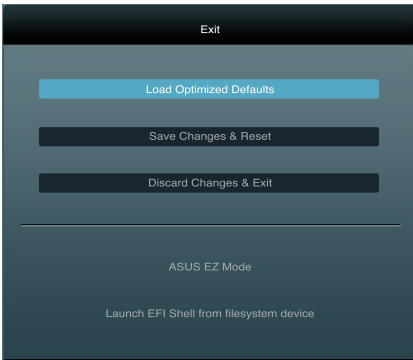 Exit
Load Optimized Defaults
Save Changes & Reset
Discard Changes & Exit
ASUS EZ Mode
Launch EFI Shell from filesystem device